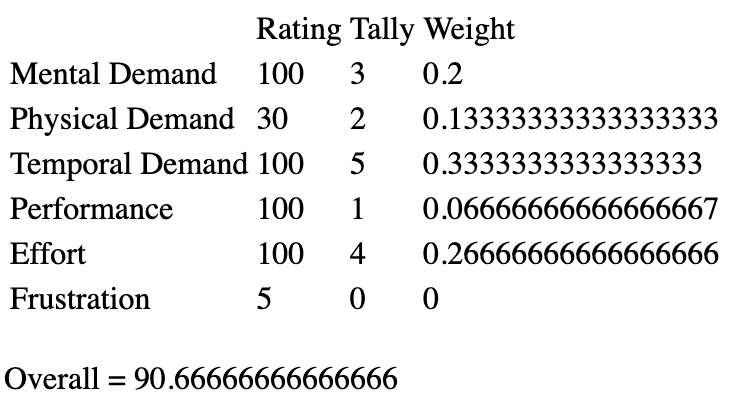 Rating Tally Weight
Mental Demand 100 3 0.2
Physical Demand 30 2 0.13333333333333333
Temporal Demand 100 5 0.3333333333333333
Performance 100 1 0.06666666666666667
Effort 100 4 0.26666666666666666
Frustration 5 0 0
Overall = 90.66666666666666